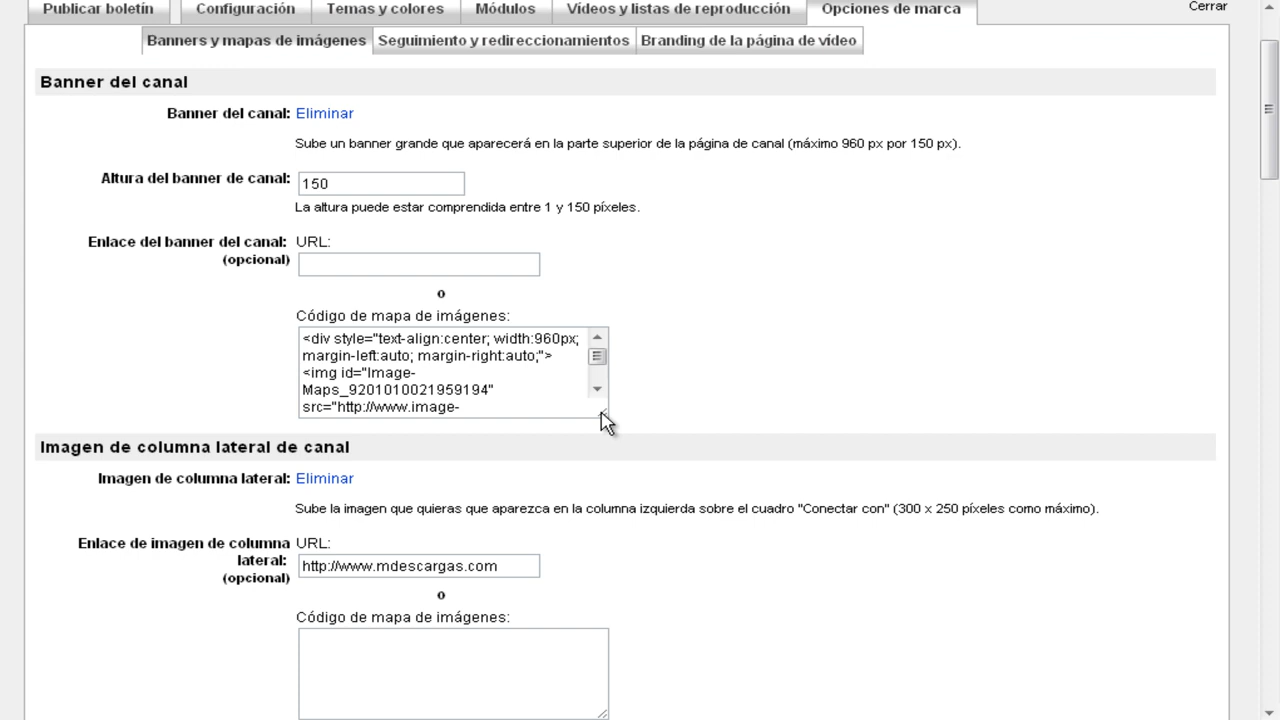 Publicar boletín Configuración Temas y colores Módulos Vídeos y listas de reproducción Opciones de marca Cerrar
Banners y mapas de imágenes Seguimiento y redireccionamientos Branding de la página de vídeo
Banner del canal
Banner del canal: Eliminar
Sube un banner grande que aparecerá en la parte superior de la página de canal (máximo 960 px por 150 px).
Altura del banner de canal: 150
La altura puede estar comprendida entre 1 y 150 píxeles.
Enlace del banner del canal: URL:
(opcional)
o
Código de mapa de imágenes:
<div style="text-align:center; width:960px;
margin-left:auto; margin-right:auto;">
<img id="Image-
Maps_9201010021959194"
src="http://www.image-
Imagen de columna lateral de canal
Imagen de columna lateral: Eliminar
Sube la imagen que quieras que aparezca en la columna izquierda sobre el cuadro "Conectar con" (300 x 250 píxeles como máximo).
Enlace de imagen de columna URL:
lateral: http://www.mdescargas.com
(opcional)
o
Código de mapa de imágenes: